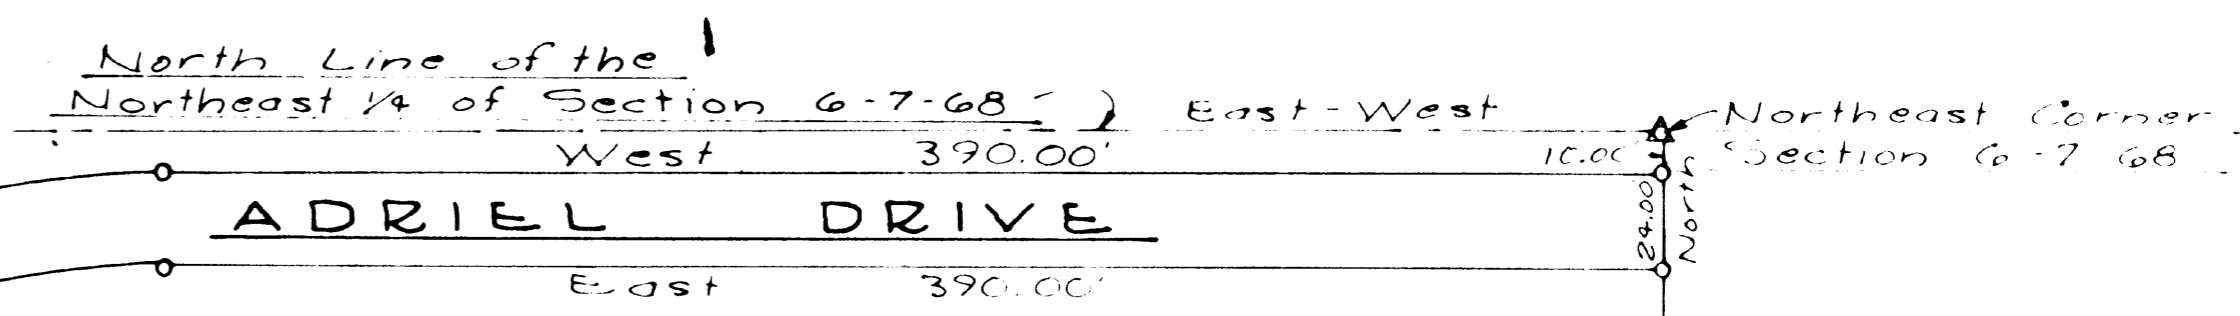 North Line of the
Northeast 1/4 of Section 6-7-68
East-West
Northeast Corner
Section 6-7 68
West 390.00'
10.00
24.00
North
ADRIEL DRIVE
East 390.00'